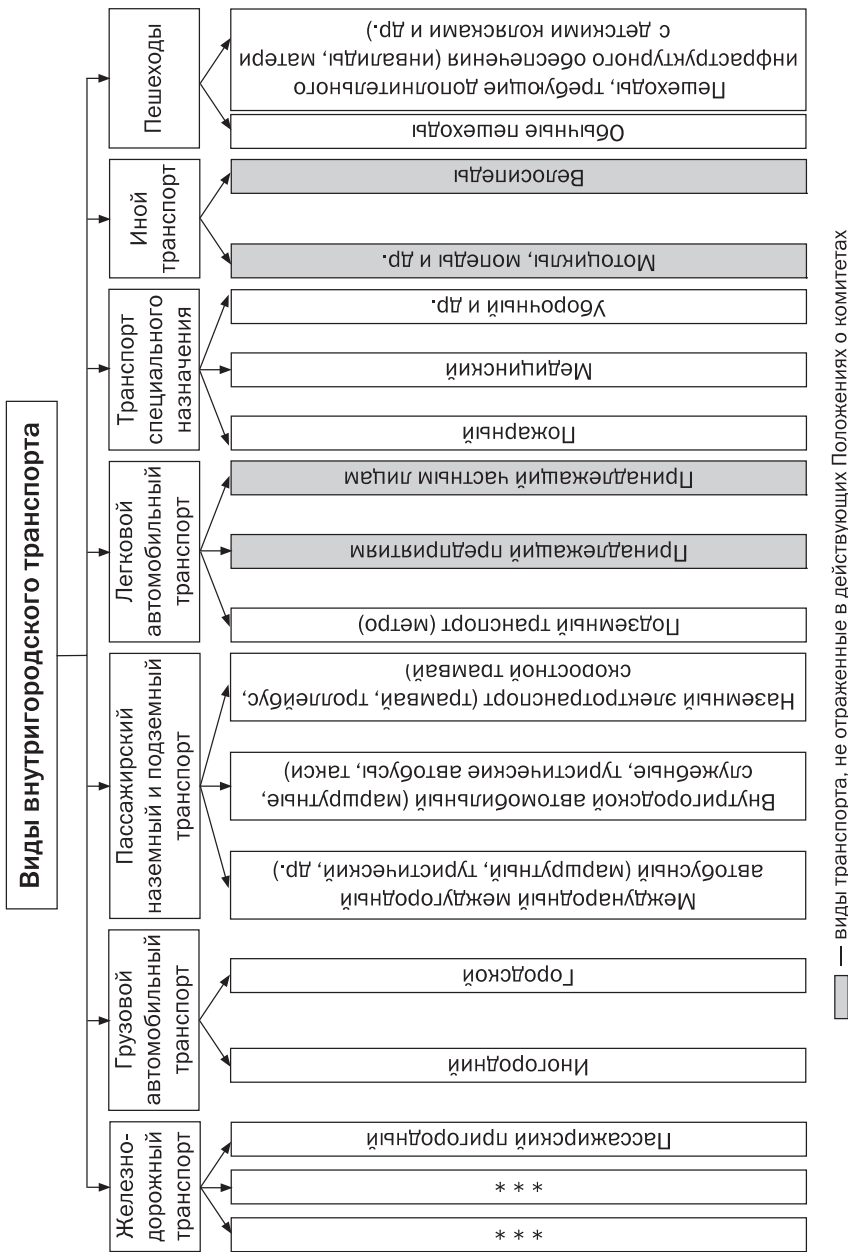 Виды внутригородского транспорта
Железно-
дорожный
транспорт
* * *
* * *
Пассажирский пригородный
Грузовой
автомобильный
транспорт
Иногородний
Городской
Пассажирский
наземный и подземный
транспорт
Международный междугородный
автобусный (маршрутный, туристический, др.)
Внутригородской автомобильный (маршрутные,
служебные, туристические автобусы, такси)
Наземный электротранспорт (трамвай, троллейбус,
скоростной трамвай)
Легковой
автомобильный
транспорт
Подземный транспорт (метро)
Принадлежащий предприятиям
Принадлежащий частным лицам
Транспорт
специального
назначения
Пожарный
Медицинский
Уборочный и др.
Иной
транспорт
Мотоциклы, мопеды и др.
Велосипеды
Пешеходы
Обычные пешеходы
Пешеходы, требующие дополнительного
инфраструктурного обеспечения (инвалиды, матери
с детскими колясками и др.)
— виды транспорта, не отраженные в действующих Положениях о комитетах